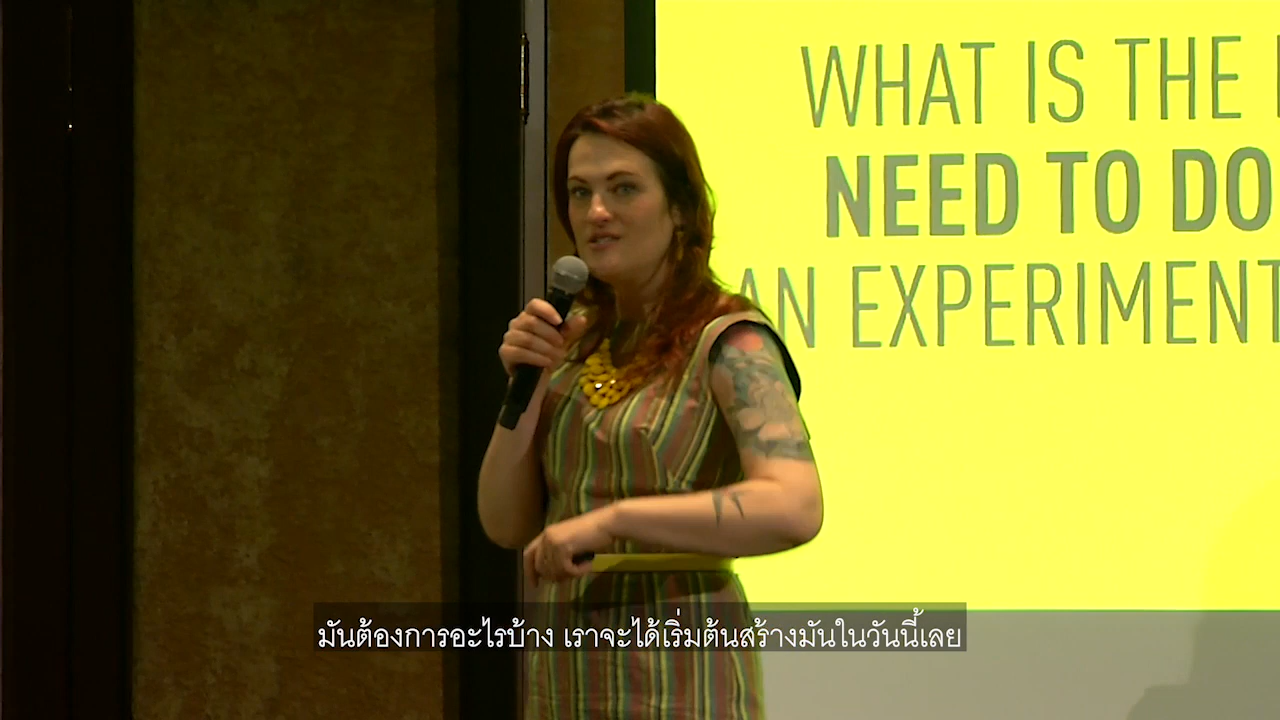 WHAT IS THE
NEED TO DO
AN EXPERIMENT
มันต้องการอะไรบ้าง เราจะได้เริ่มต้นสร้างมันในวันนี้เลย